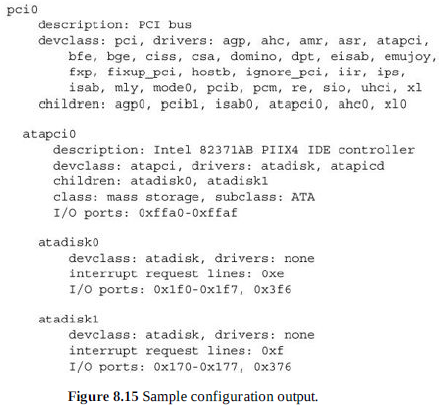 pci0
description: PCI bus
devclass: pci, drivers: agp, ahc, amr, asr, atapci,
bfe, bge, ciss, csa, domino, dpt, eisab, emujoy,
fxp, fixup_pci, hostb, ignore_pci, iir, ips,
isab, mly, mode0, pcib, pcm, re, sio, uhci, xl
children: agp0, pcib1, isab0, atapci0, ahc0, xl0
atapci0
description: Intel 82371AB PIIX4 IDE controller
devclass: atapci, drivers: atadisk, atapicd
children: atadisk0, atadisk1
class: mass storage, subclass: ATA
I/O ports: 0xffa0-0xffaf
atadisk0
devclass: atadisk, drivers: none
interrupt request lines: 0xe
I/O ports: 0x1f0-0x1f7, 0x3f6
atadisk1
devclass: atadisk, drivers: none
interrupt request lines: 0xf
I/O ports: 0x170-0x177, 0x376
Figure 8.15 Sample configuration output.